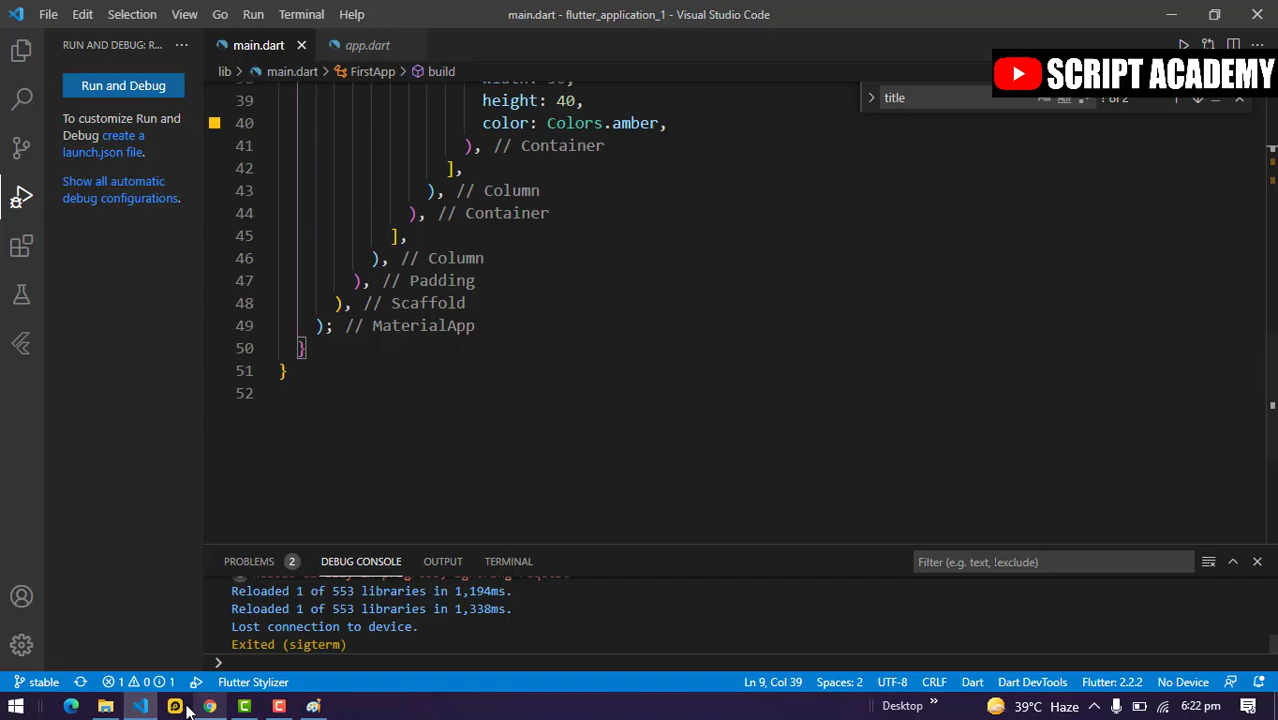 File Edit Selection View Go Run Terminal Help
main.dart - flutter_application_1 - Visual Studio Code
RUN AND DEBUG: R...
main.dart
app.dart
SCRIPT ACADEMY
lib > main.dart > FirstApp > build
Run and Debug
To customize Run and
Debug create a
launch.json file.
Show all automatic
debug configurations.
title
of 2
39 height: 40,
40 color: Colors.amber,
41 ), // Container
42 ],
43 ), // Column
44 ), // Container
45 ],
46 ), // Column
47 ), // Padding
48 ), // Scaffold
49 ); // MaterialApp
50 }
51 }
52
PROBLEMS 2 DEBUG CONSOLE OUTPUT TERMINAL
Filter (e.g. text, !exclude)
Reloaded 1 of 553 libraries in 1,194ms.
Reloaded 1 of 553 libraries in 1,338ms.
Lost connection to device.
Exited (sigterm)
>
stable 1 0 1 Flutter Stylizer
Ln 9, Col 39 Spaces: 2 UTF-8 CRLF Dart Dart DevTools Flutter: 2.2.2 No Device
Desktop » 39°C Haze 6:22 pm